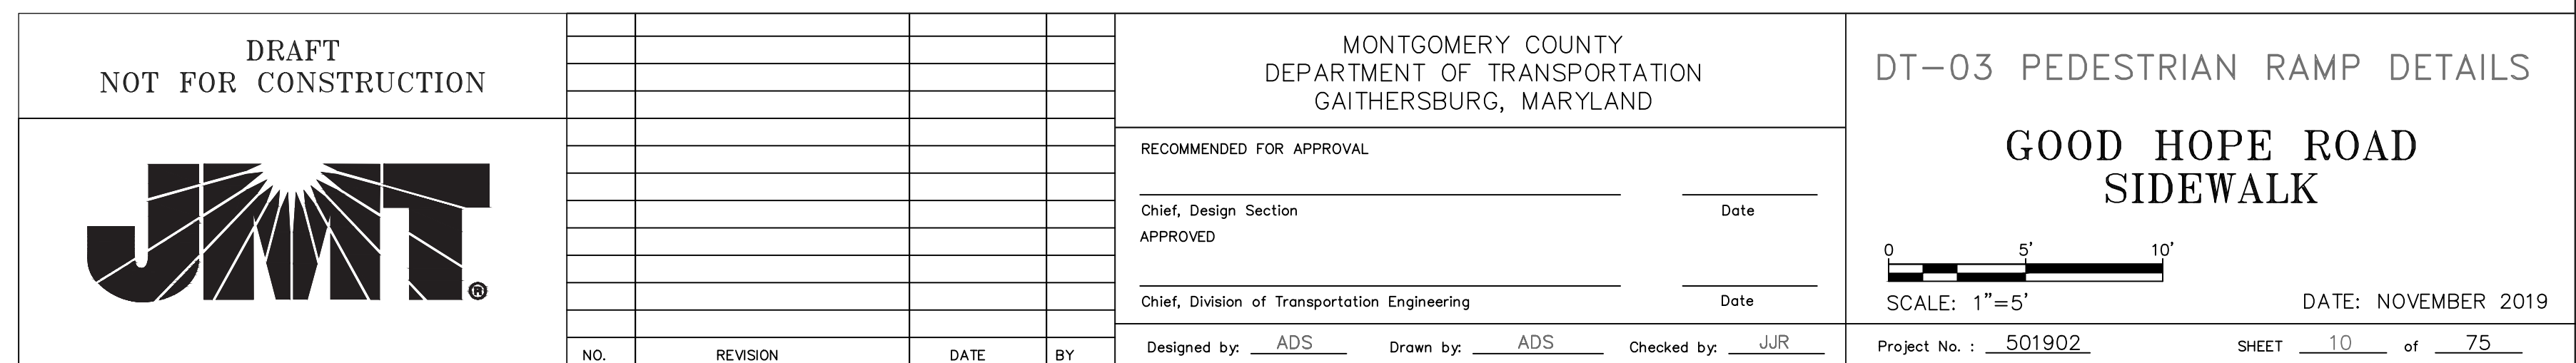 DRAFT
NOT FOR CONSTRUCTION
JMT®
NO. REVISION DATE BY
MONTGOMERY COUNTY
DEPARTMENT OF TRANSPORTATION
GAITHERSBURG, MARYLAND
RECOMMENDED FOR APPROVAL
Chief, Design Section Date
APPROVED
Chief, Division of Transportation Engineering Date
Designed by: ADS Drawn by: ADS Checked by: JJR
DT-03 PEDESTRIAN RAMP DETAILS
GOOD HOPE ROAD
SIDEWALK
0 5' 10'
SCALE: 1"=5' DATE: NOVEMBER 2019
Project No. : 501902 SHEET 10 of 75